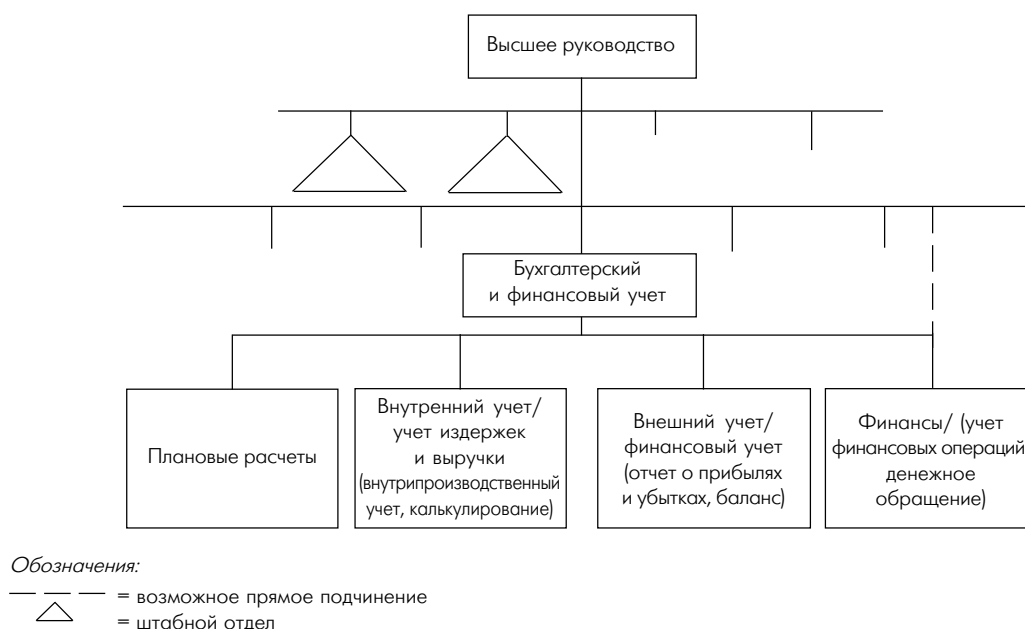 Высшее руководство
Бухгалтерский
и финансовый учет
Плановые расчеты
Внутренний учет/
учет издержек
и выручки
(внутрипроизводственный
учет, калькулирование)
Внешний учет/
финансовый учет
(отчет о прибылях
и убытках, баланс)
Финансы/ (учет
финансовых операций
денежное
обращение)
Обозначения:
= возможное прямое подчинение
= штабной отдел